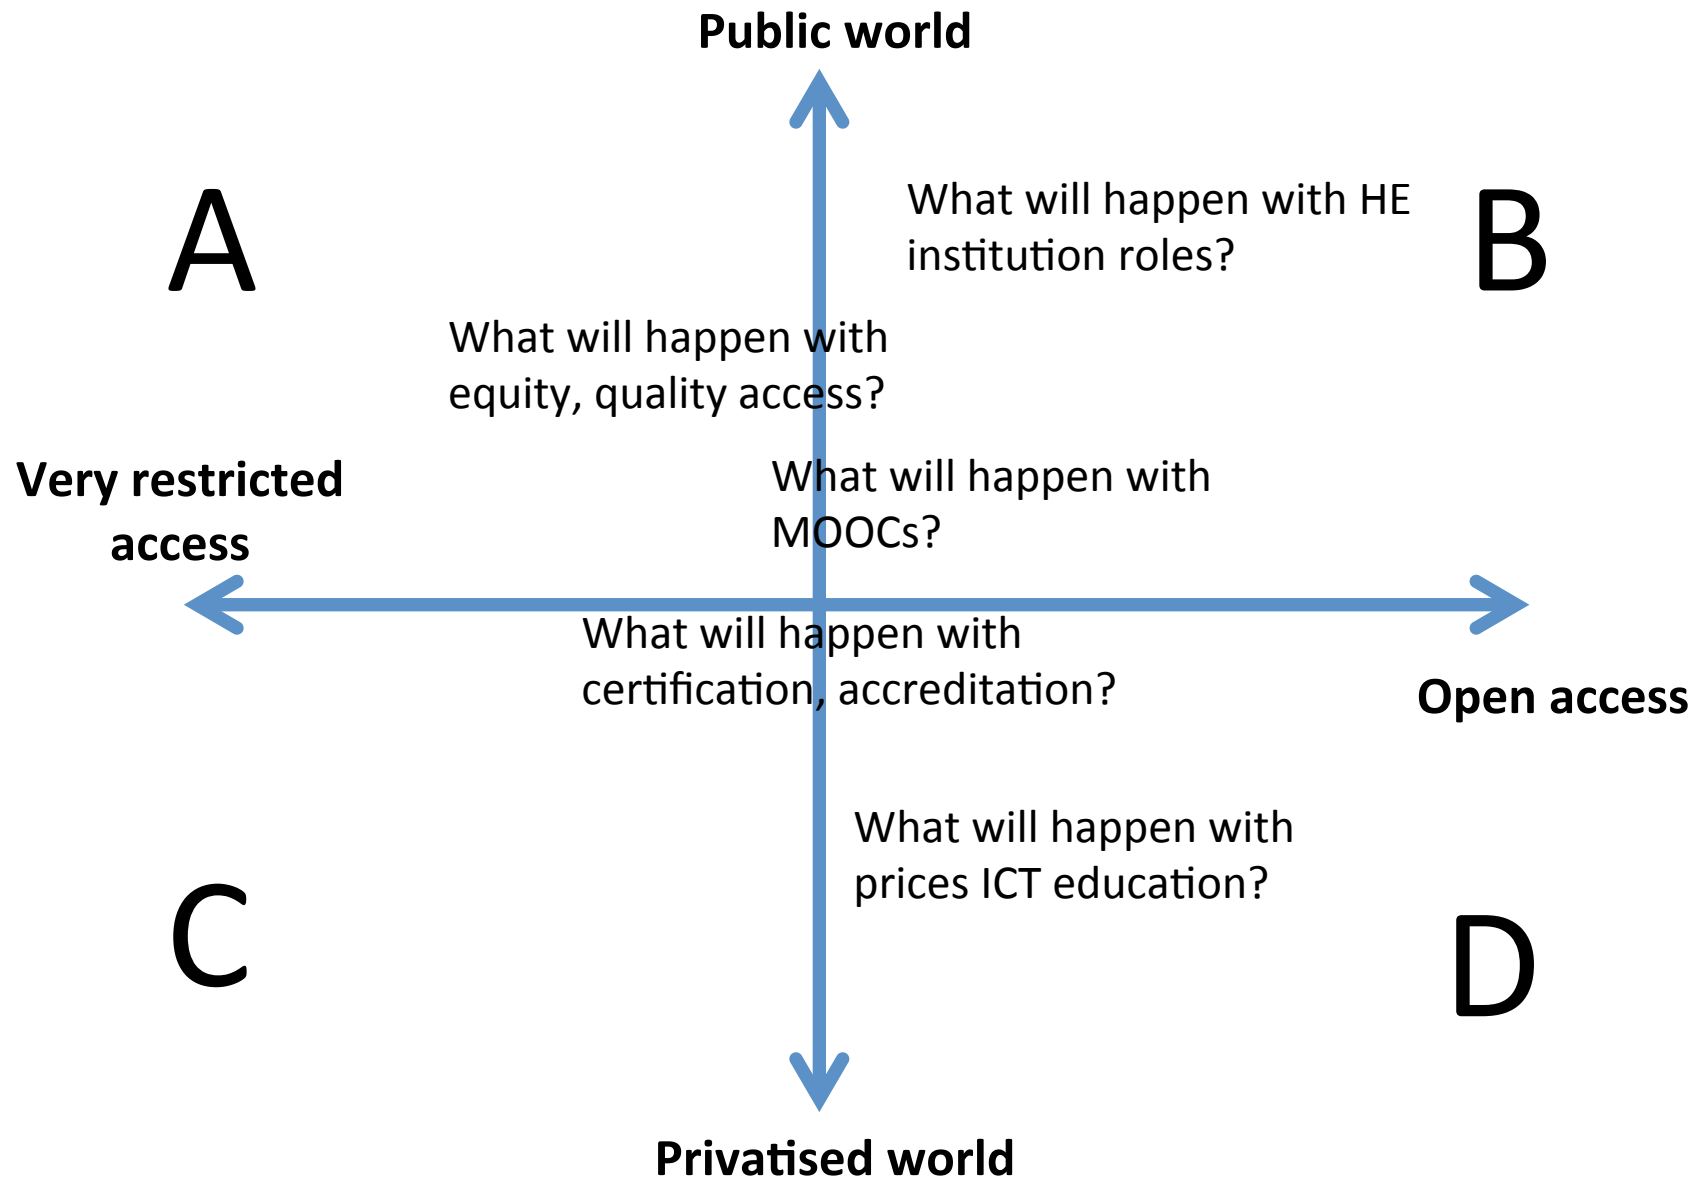 Public world
A
What will happen with HE
institution roles?
B
What will happen with
equity, quality access?
Very restricted
access
What will happen with
MOOCs?
What will happen with
certification, accreditation?
Open access
What will happen with
prices ICT education?
C
D
Privatised world